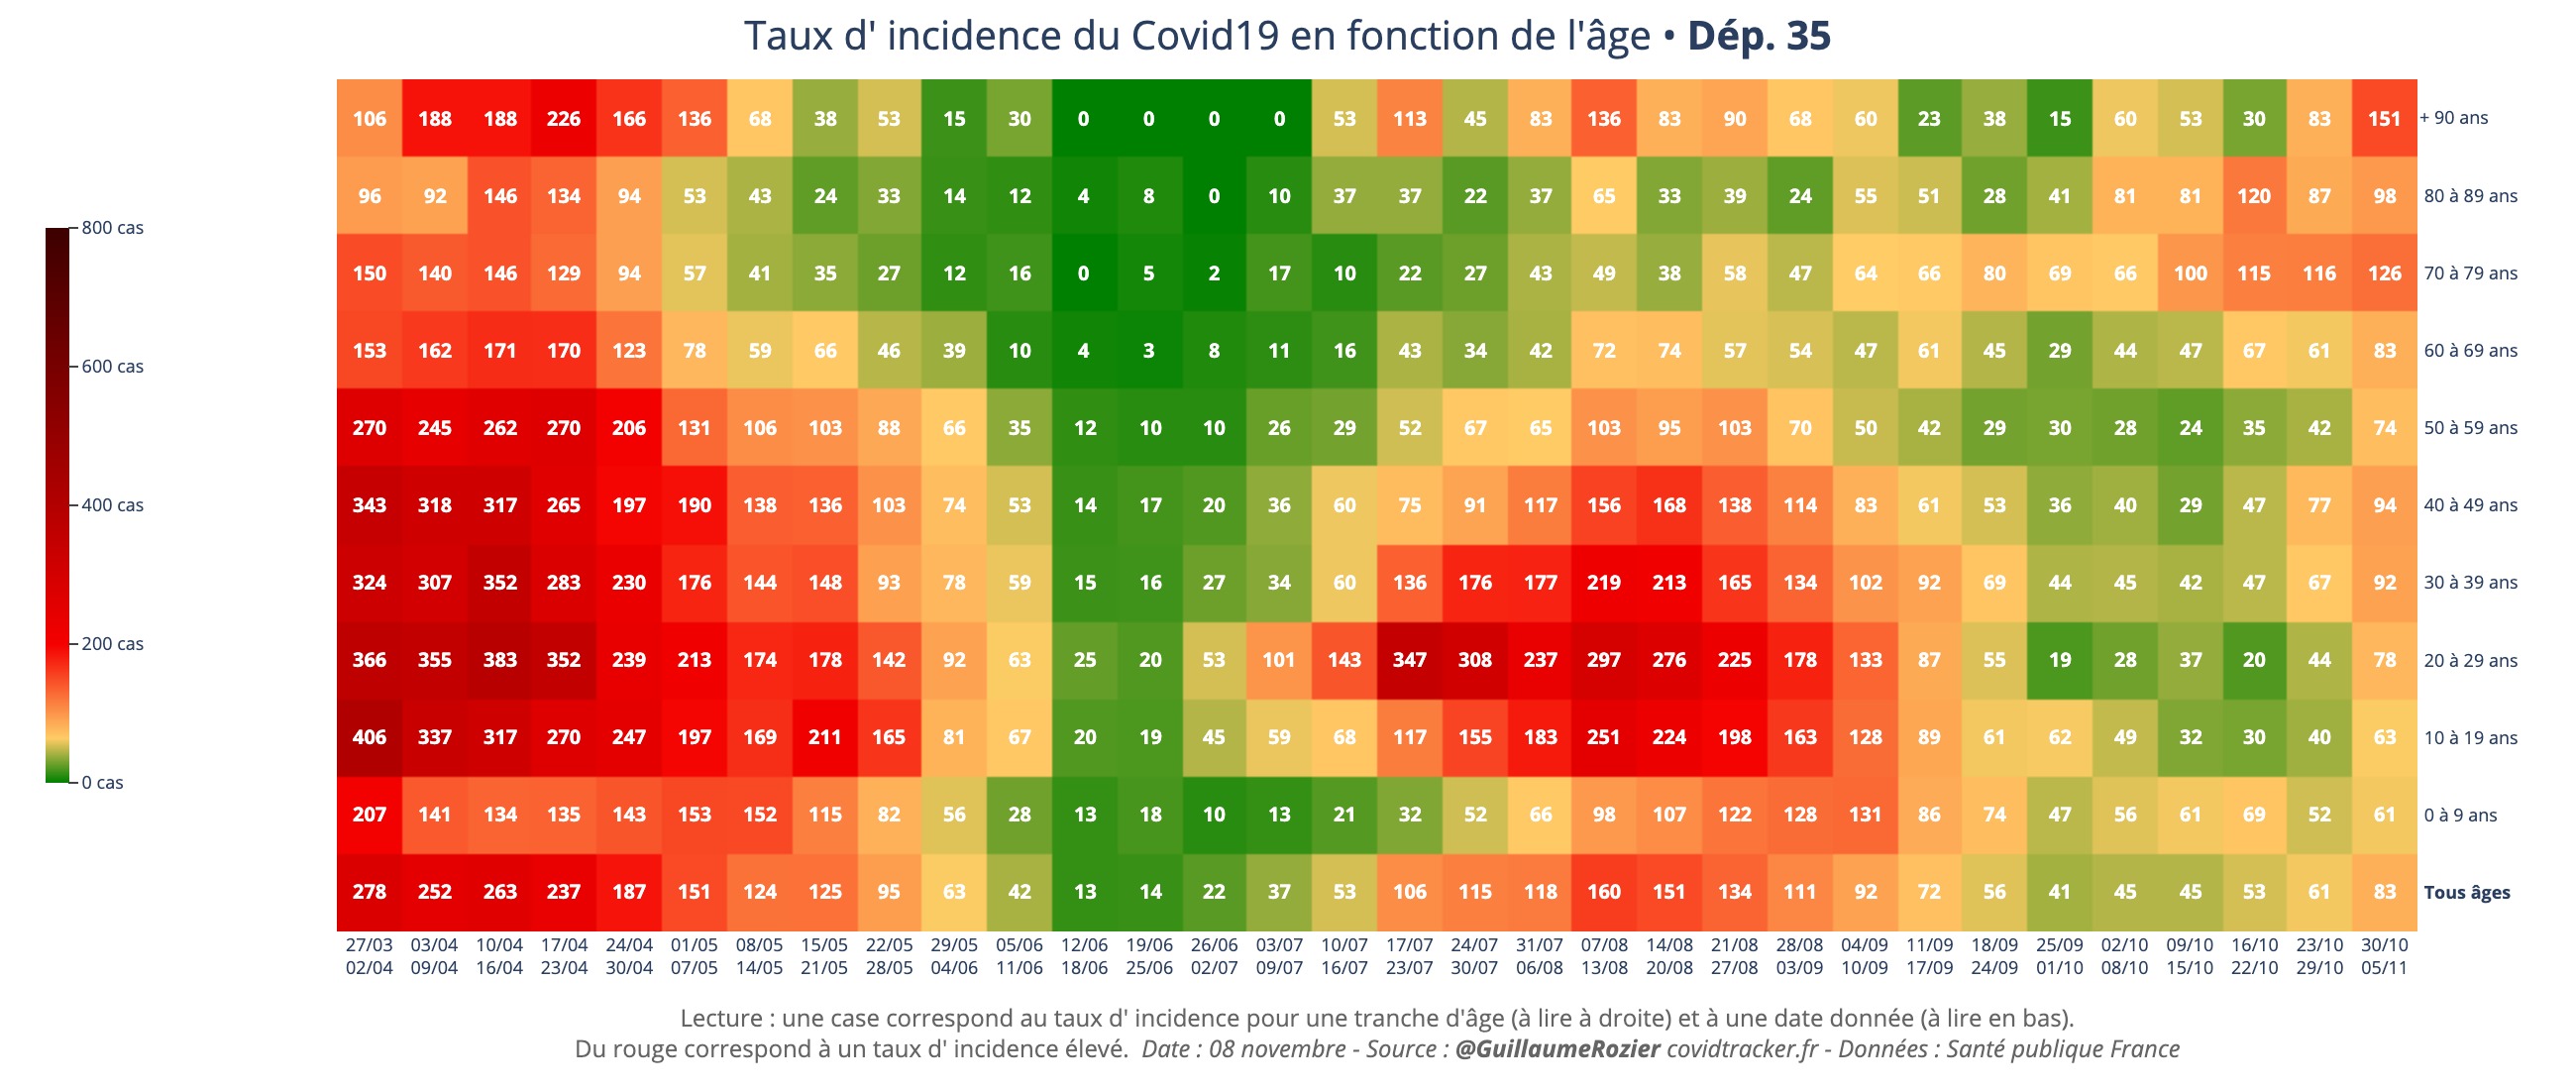 Taux d' incidence du Covid19 en fonction de l'âge • Dép. 35
106 188 188 226 166 136 68 38 53 15 30 0 0 0 0 53 113 45 83 136 83 90 68 60 23 38 15 60 53 30 83 151 + 90 ans
96 92 146 134 94 53 43 24 33 14 12 4 8 0 10 37 37 22 37 65 33 39 24 55 51 28 41 81 81 120 87 98 80 à 89 ans
150 140 146 129 94 57 41 35 27 12 16 0 5 2 17 10 22 27 43 49 38 58 47 64 66 80 69 66 100 115 116 126 70 à 79 ans
153 162 171 170 123 78 59 66 46 39 10 4 3 8 11 16 43 34 42 72 74 57 54 47 61 45 29 44 47 67 61 83 60 à 69 ans
270 245 262 270 206 131 106 103 88 66 35 12 10 10 26 29 52 67 65 103 95 103 70 50 42 29 30 28 24 35 42 74 50 à 59 ans
343 318 317 265 197 190 138 136 103 74 53 14 17 20 36 60 75 91 117 156 168 138 114 83 61 53 36 40 29 47 77 94 40 à 49 ans
324 307 352 283 230 176 144 148 93 78 59 15 16 27 34 60 136 176 177 219 213 165 134 102 92 69 44 45 42 47 67 92 30 à 39 ans
366 355 383 352 239 213 174 178 142 92 63 25 20 53 101 143 347 308 237 297 276 225 178 133 87 55 19 28 37 20 44 78 20 à 29 ans
406 337 317 270 247 197 169 211 165 81 67 20 19 45 59 68 117 155 183 251 224 198 163 128 89 61 62 49 32 30 40 63 10 à 19 ans
207 141 134 135 143 153 152 115 82 56 28 13 18 10 13 21 32 52 66 98 107 122 128 131 86 74 47 56 61 69 52 61 0 à 9 ans
278 252 263 237 187 151 124 125 95 63 42 13 14 22 37 53 106 115 118 160 151 134 111 92 72 56 41 45 45 53 61 83 Tous âges
27/03 03/04 10/04 17/04 24/04 01/05 08/05 15/05 22/05 29/05 05/06 12/06 19/06 26/06 03/07 10/07 17/07 24/07 31/07 07/08 14/08 21/08 28/08 04/09 11/09 18/09 25/09 02/10 09/10 16/10 23/10 30/10
02/04 09/04 16/04 23/04 30/04 07/05 14/05 21/05 28/05 04/06 11/06 18/06 25/06 02/07 09/07 16/07 23/07 30/07 06/08 13/08 20/08 27/08 03/09 10/09 17/09 24/09 01/10 08/10 15/10 22/10 29/10 05/11
800 cas
600 cas
400 cas
200 cas
0 cas
Lecture : une case correspond au taux d' incidence pour une tranche d'âge (à lire à droite) et à une date donnée (à lire en bas).
Du rouge correspond à un taux d' incidence élevé. Date : 08 novembre - Source : @GuillaumeRozier covidtracker.fr - Données : Santé publique France